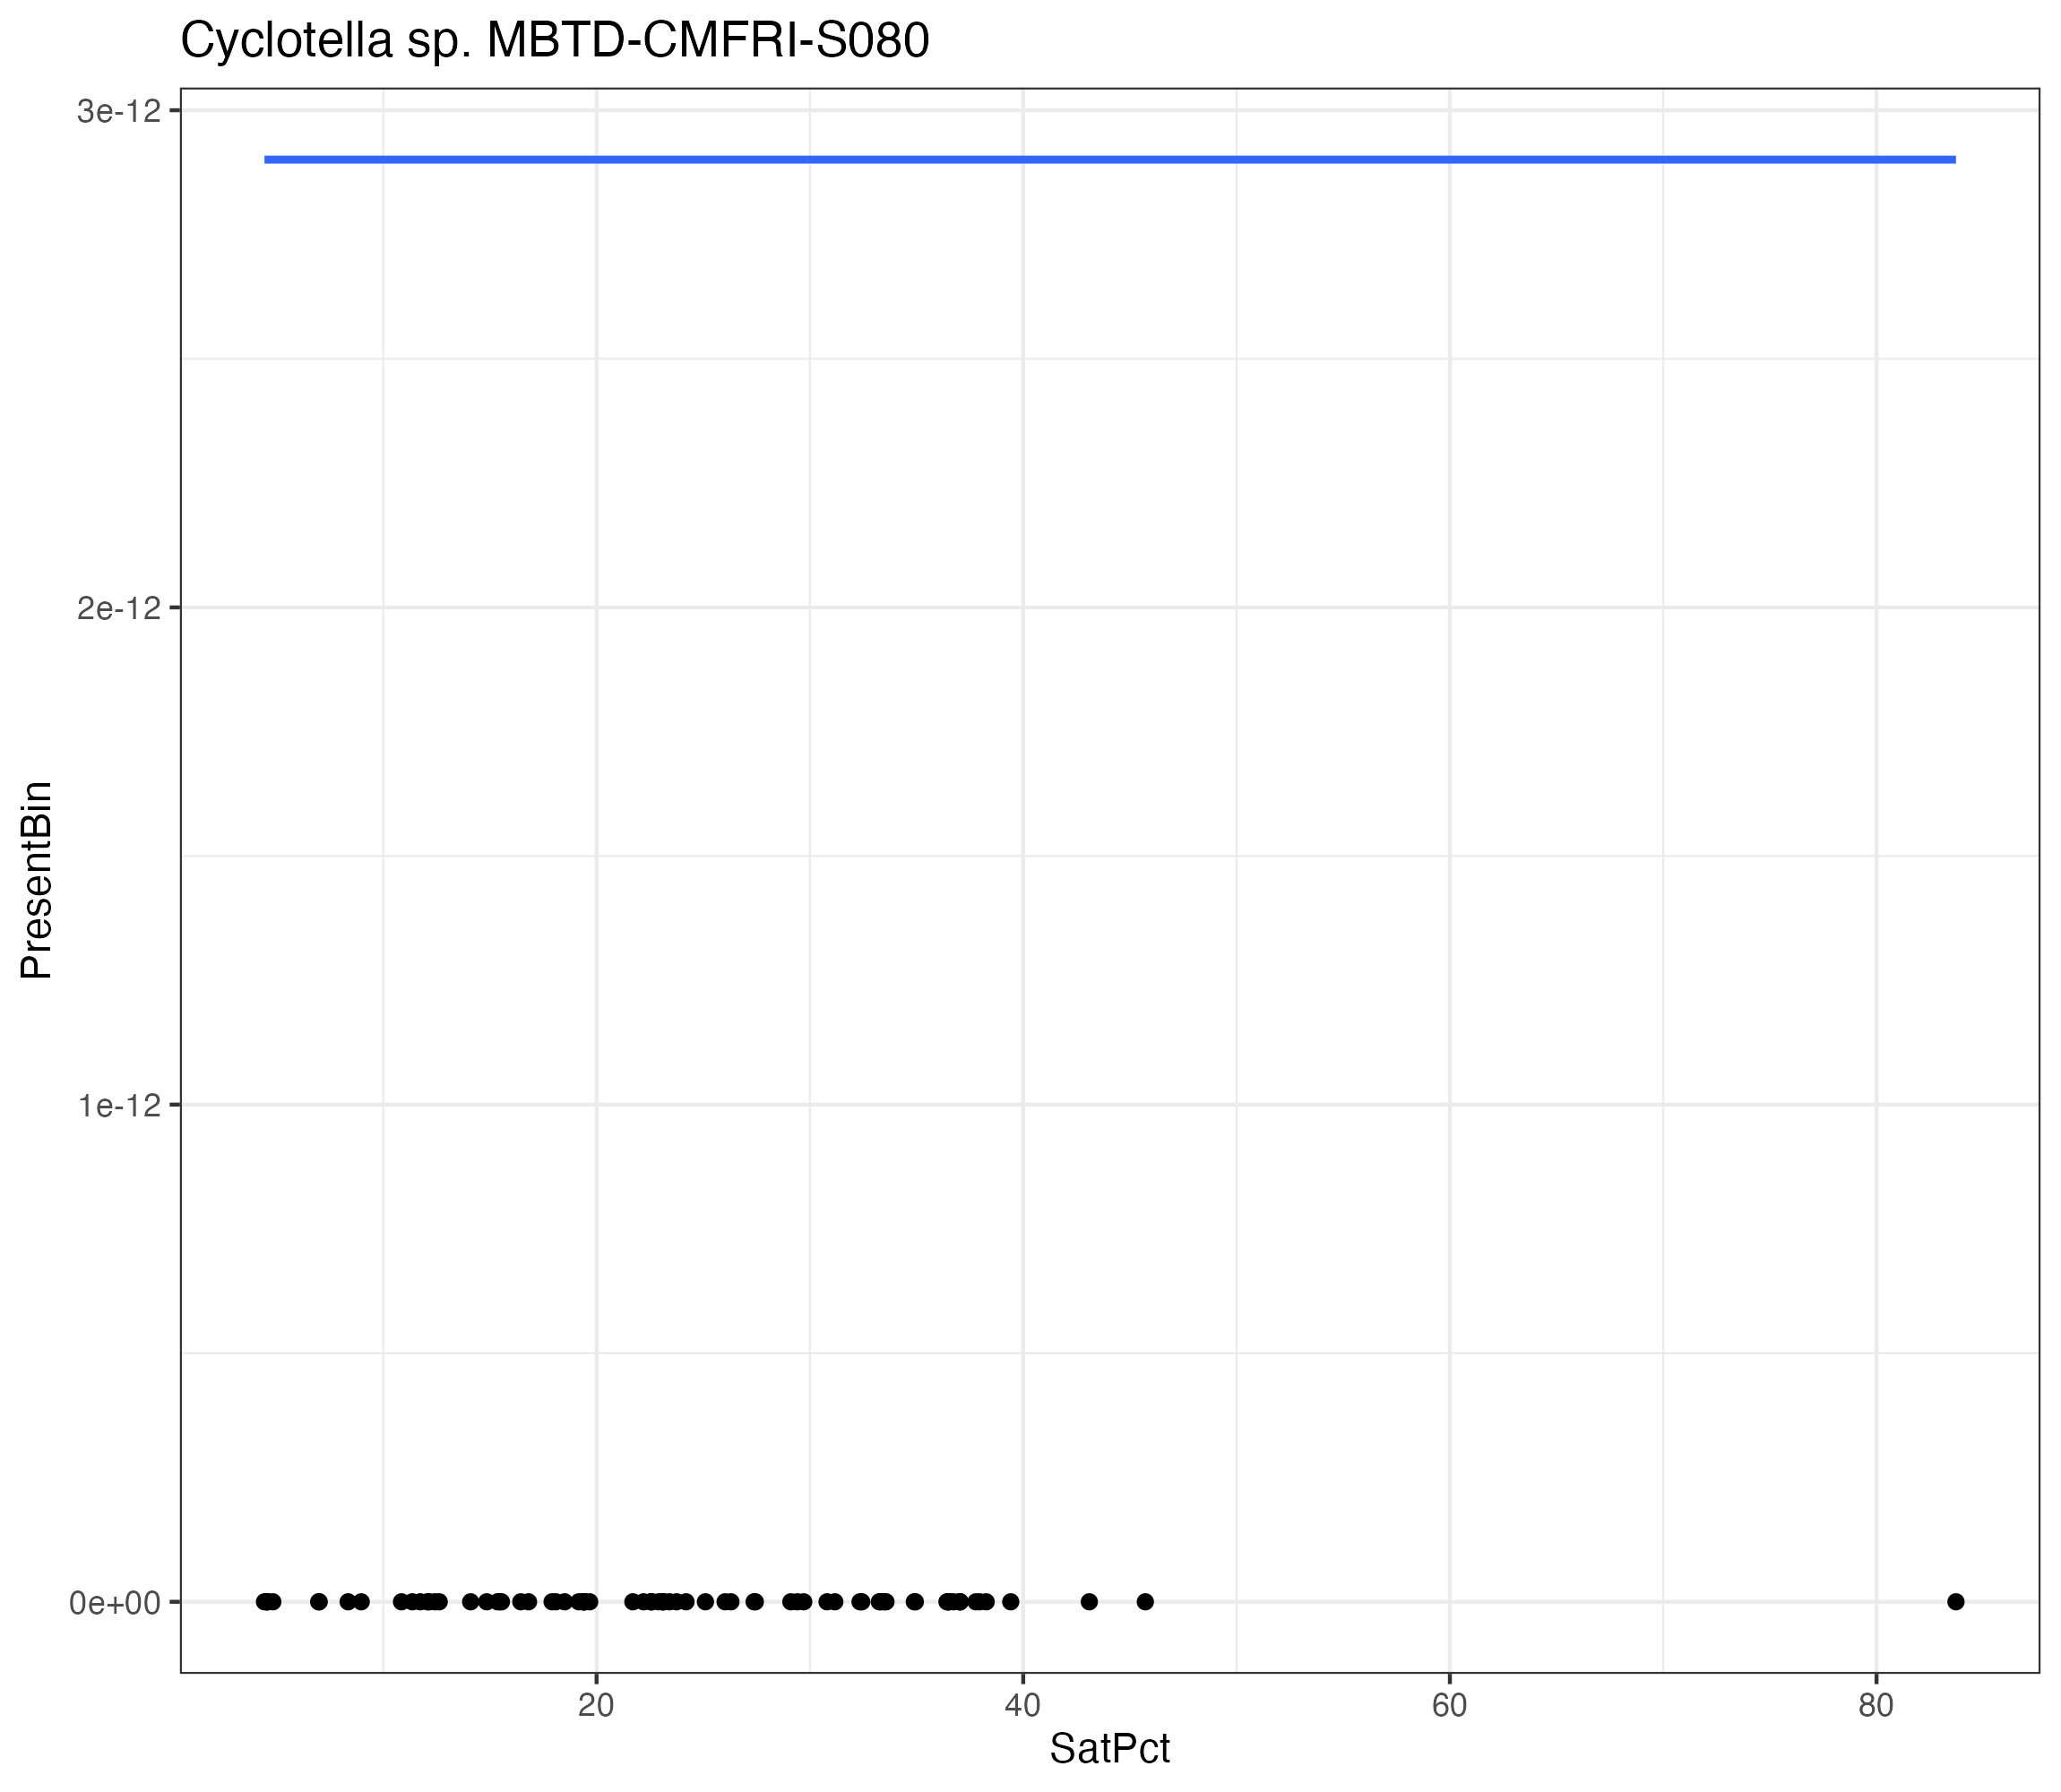 Cyclotella sp. MBTD-CMFRI-S080
3e-12
2e-12
1e-12
0e+00
PresentBin
20 40 60 80
SatPct